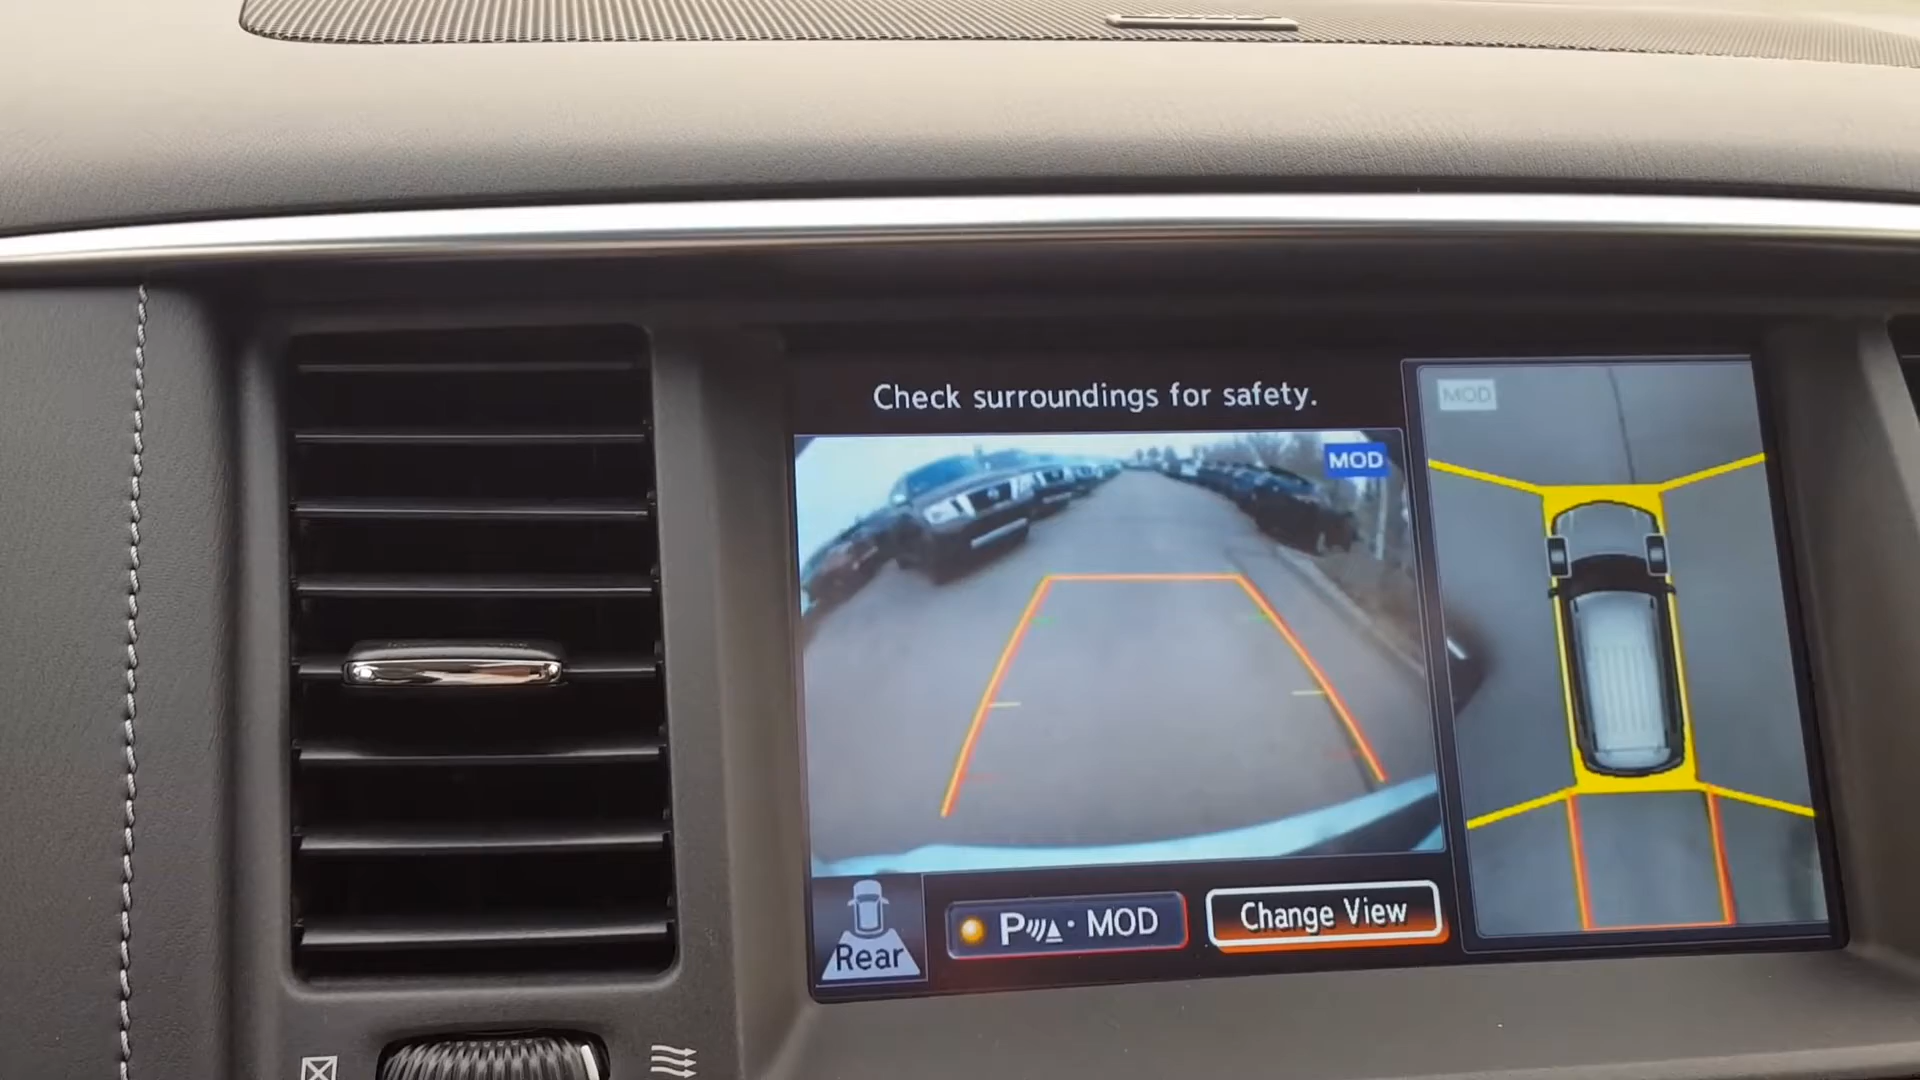 Check surroundings for safety.
MOD
MOD
Rear
P · MOD
Change View